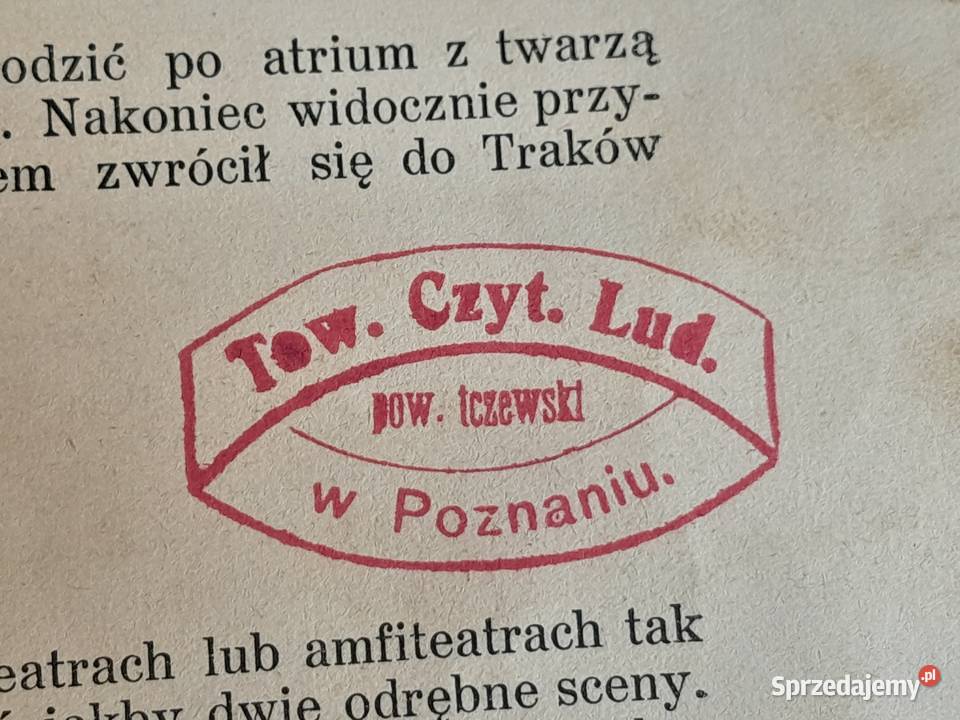 odzić po atrium z twarzą
. Nakoniec widocznie przy-
em zwrócił się do Traków
Tow. Czyt. Lud.
pow. tczewski
w Poznaniu.
eatrach lub amfiteatrach tak
jakby dwie odrębne sceny.
Sprzedajemy.pl